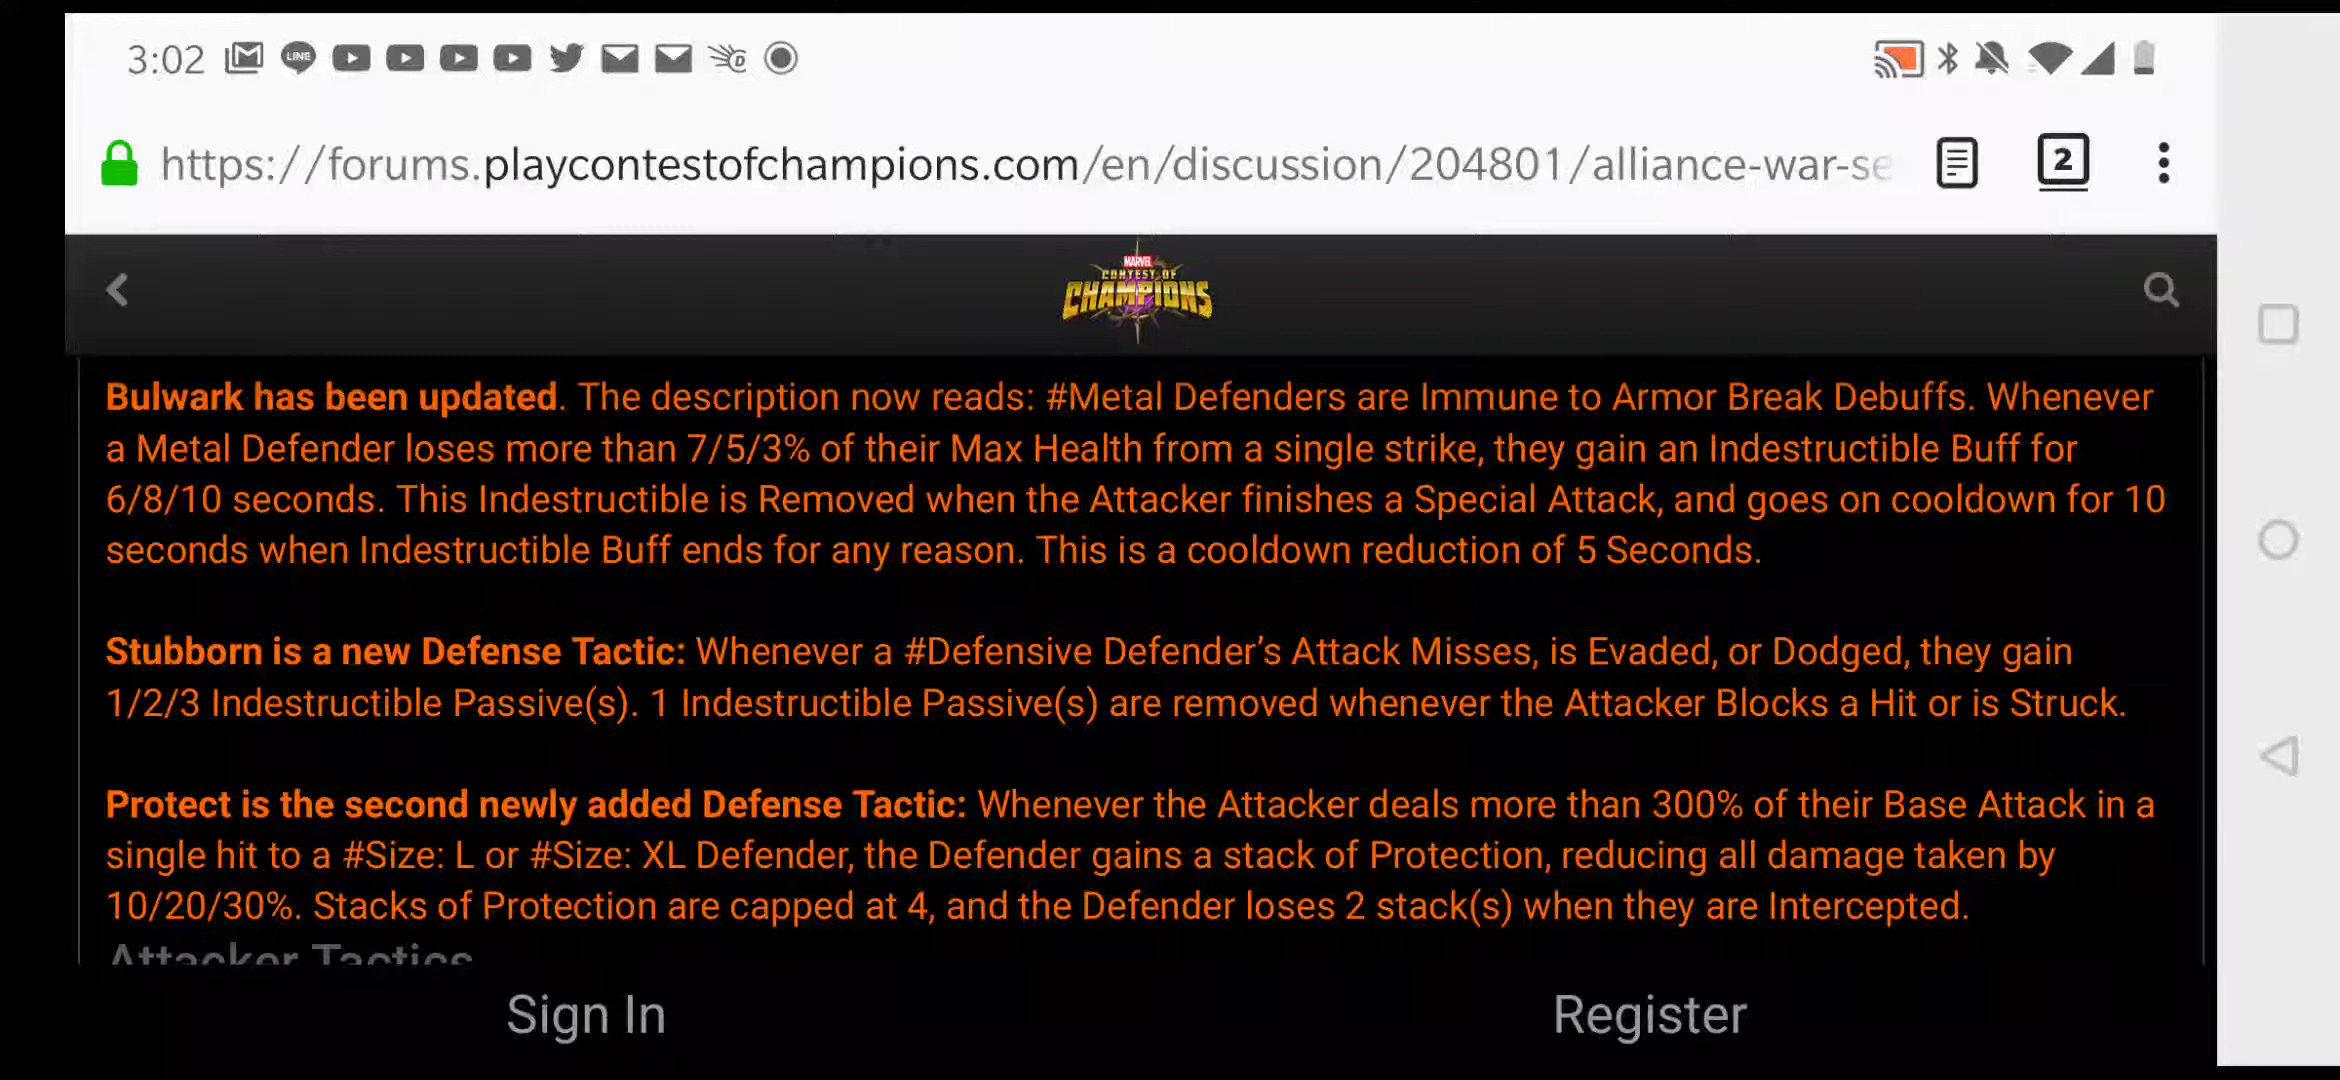 3:02
LINE
https://forums.playcontestofchampions.com/en/discussion/204801/alliance-war-se
2
MARVEL
CONTEST OF
CHAMPIONS
Bulwark has been updated. The description now reads: #Metal Defenders are Immune to Armor Break Debuffs. Whenever
a Metal Defender loses more than 7/5/3% of their Max Health from a single strike, they gain an Indestructible Buff for
6/8/10 seconds. This Indestructible is Removed when the Attacker finishes a Special Attack, and goes on cooldown for 10
seconds when Indestructible Buff ends for any reason. This is a cooldown reduction of 5 Seconds.
Stubborn is a new Defense Tactic: Whenever a #Defensive Defender’s Attack Misses, is Evaded, or Dodged, they gain
1/2/3 Indestructible Passive(s). 1 Indestructible Passive(s) are removed whenever the Attacker Blocks a Hit or is Struck.
Protect is the second newly added Defense Tactic: Whenever the Attacker deals more than 300% of their Base Attack in a
single hit to a #Size: L or #Size: XL Defender, the Defender gains a stack of Protection, reducing all damage taken by
10/20/30%. Stacks of Protection are capped at 4, and the Defender loses 2 stack(s) when they are Intercepted.
Attacker Tactics
Sign In
Register